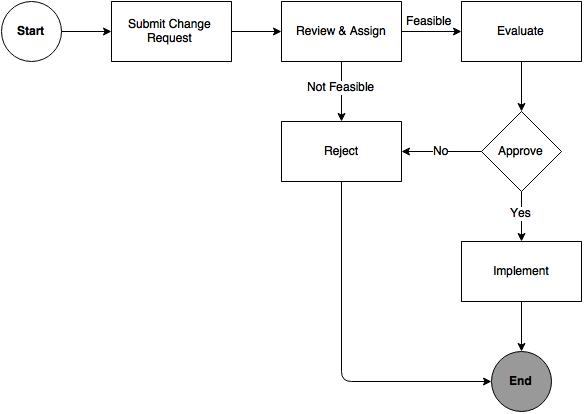 Start
Submit Change
Request
Review & Assign
Feasible
Evaluate
Not Feasible
Reject
No
Approve
Yes
Implement
End